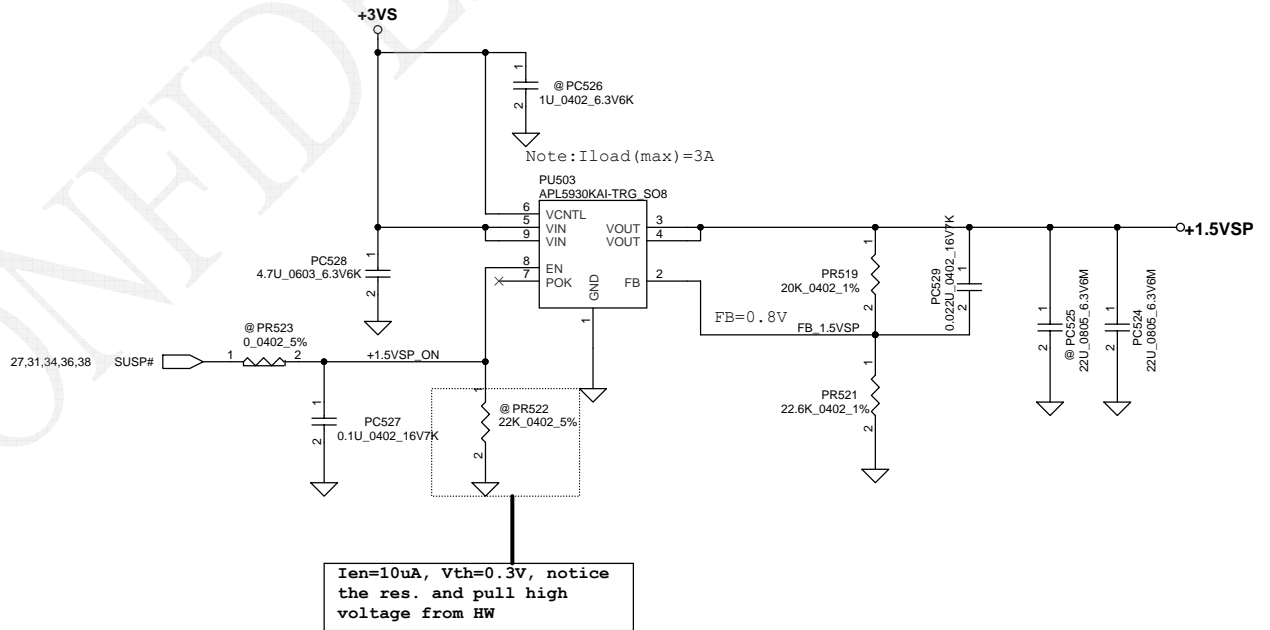 CONFIDE
+3VS
1
@ PC526
1U_0402_6.3V6K
2
Note:Iload(max)=3A
PU503
APL5930KAI-TRG_SO8
6 VCNTL
5 VIN VOUT 3
9 VIN VOUT 4
+1.5VSP
8 EN
7 POK FB 2
GND
1
1
PC528
4.7U_0603_6.3V6K
2
1
PR519
20K_0402_1%
2
1
PC529
0.022U_0402_16V7K
2
FB=0.8V
FB_1.5VSP
1
@ PC525
22U_0805_6.3V6M
2
1
PC524
22U_0805_6.3V6M
2
@ PR523
0_0402_5%
27,31,34,36,38 SUSP# 1 2 +1.5VSP_ON
1
PC527
0.1U_0402_16V7K
2
1
@ PR522
22K_0402_5%
2
1
PR521
22.6K_0402_1%
2
Ien=10uA, Vth=0.3V, notice
the res. and pull high
voltage from HW